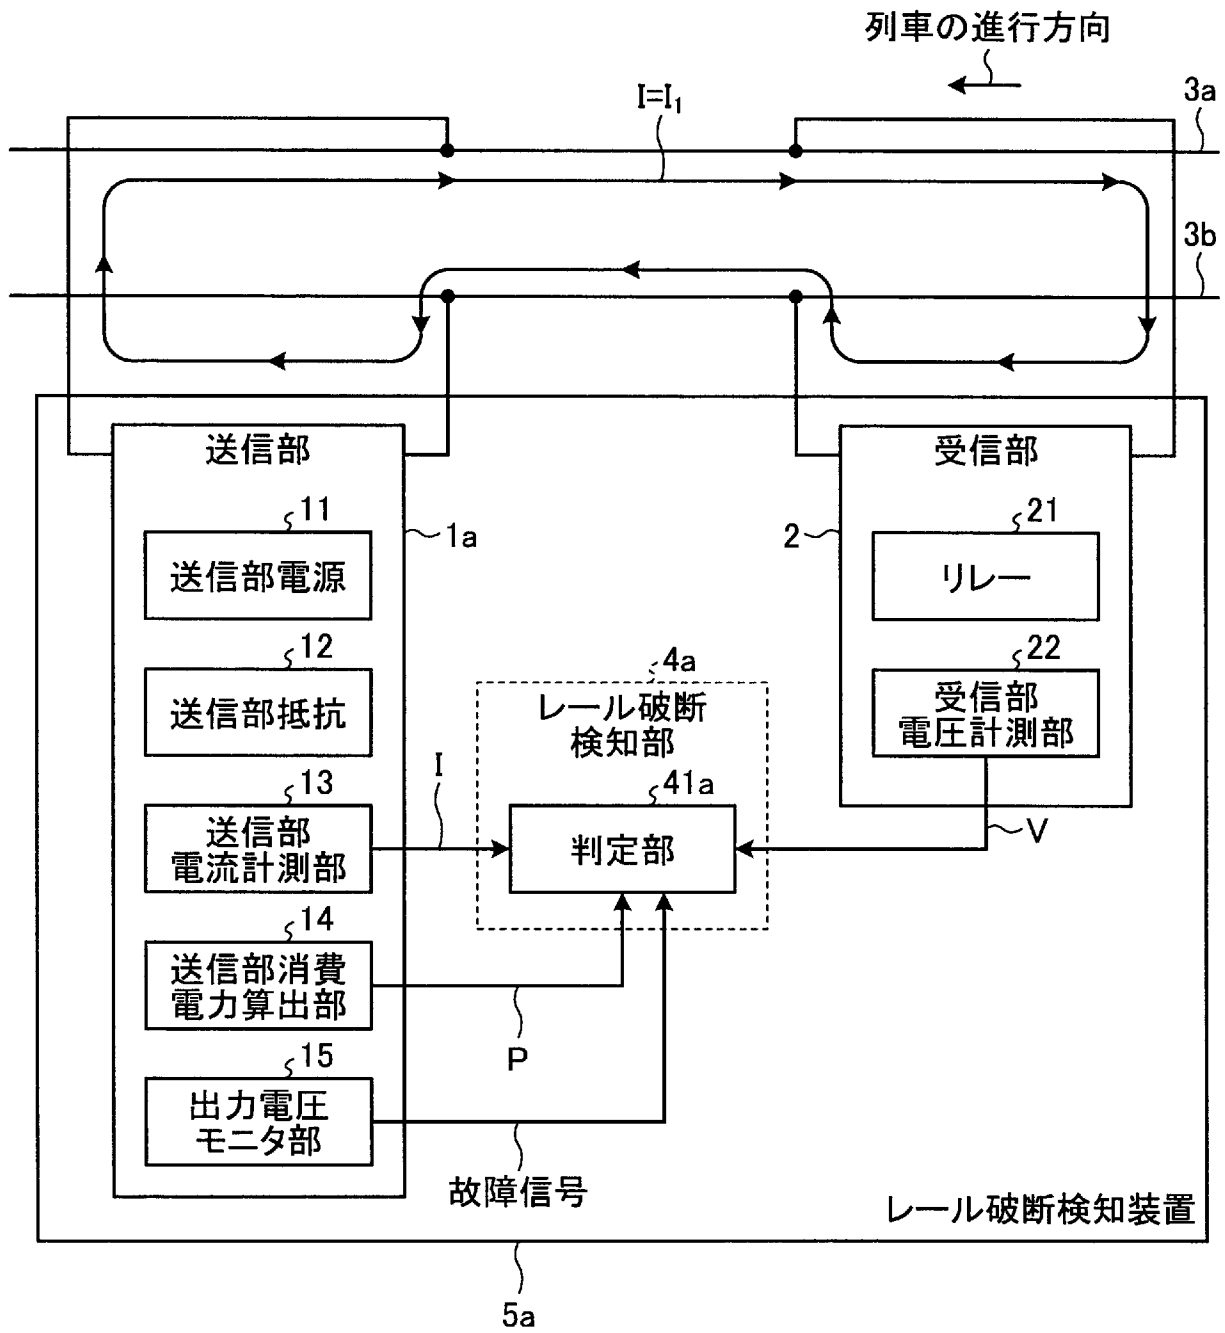 列車の進行方向
I=I₁
3a
3b
送信部
受信部
11
送信部電源
1a
2
21
リレー
12
送信部抵抗
4a
レール破断
検知部
22
受信部
電圧計測部
13
送信部
電流計測部
I
41a
判定部
V
14
送信部消費
電力算出部
P
15
出力電圧
モニタ部
故障信号
レール破断検知装置
5a